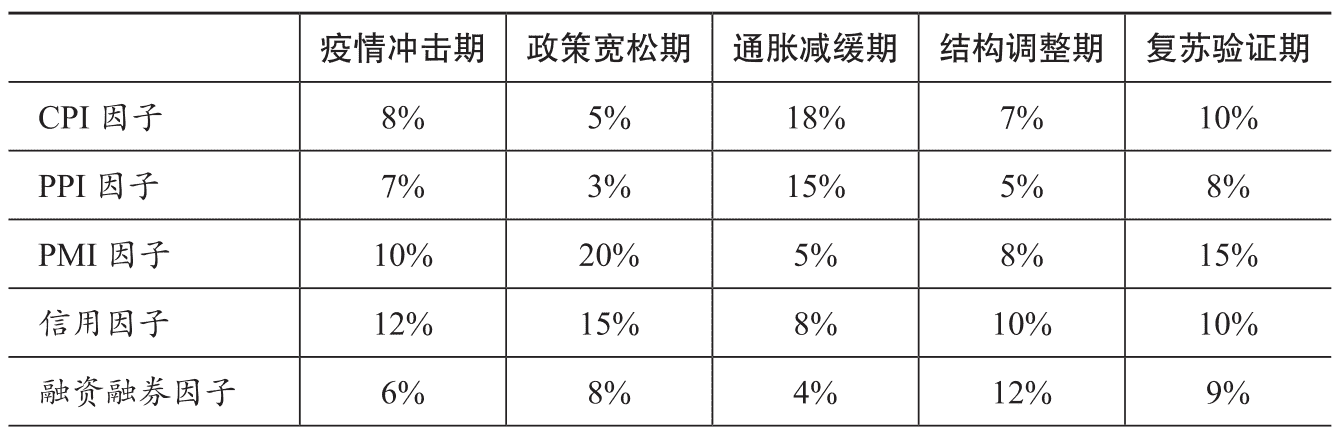 疫情冲击期 政策宽松期 通胀减缓期 结构调整期 复苏验证期
CPI 因子 8% 5% 18% 7% 10%
PPI 因子 7% 3% 15% 5% 8%
PMI 因子 10% 20% 5% 8% 15%
信用因子 12% 15% 8% 10% 10%
融资融券因子 6% 8% 4% 12% 9%